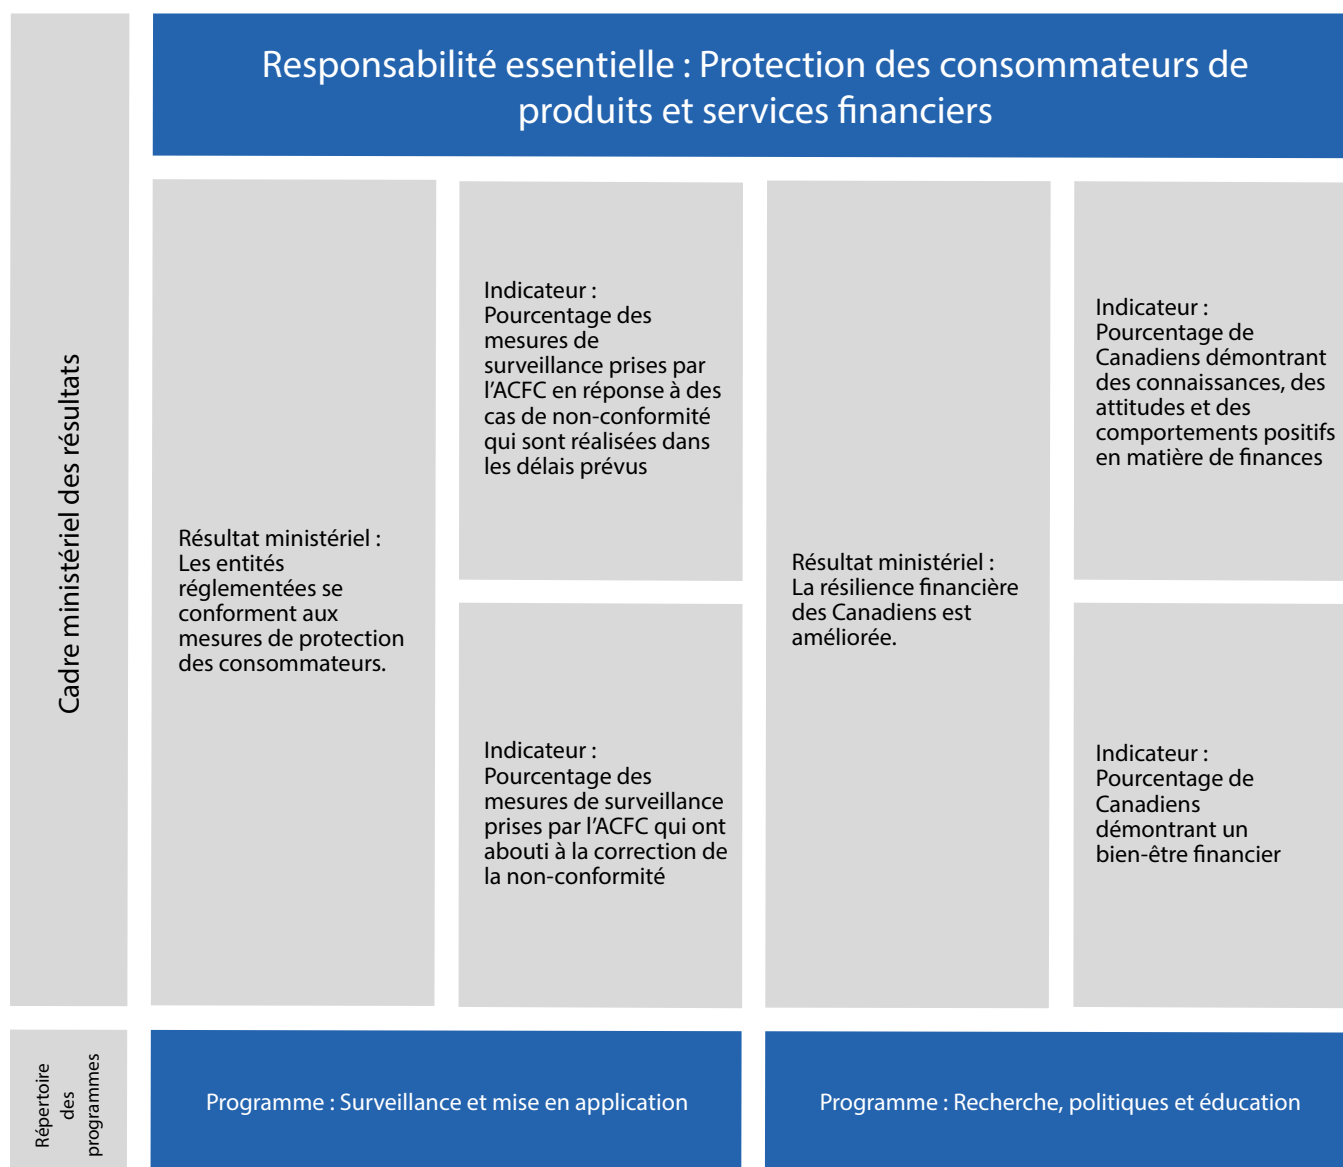 Responsabilité essentielle : Protection des consommateurs de
produits et services financiers
Cadre ministériel des résultats
Résultat ministériel :
Les entités
réglementées se
conforment aux
mesures de protection
des consommateurs.
Indicateur :
Pourcentage des
mesures de
surveillance prises par
l'ACFC en réponse à des
cas de non-conformité
qui sont réalisées dans
les délais prévus
Indicateur :
Pourcentage des
mesures de surveillance
prises par l'ACFC qui ont
abouti à la correction de
la non-conformité
Résultat ministériel :
La résilience financière
des Canadiens est
améliorée.
Indicateur :
Pourcentage de
Canadiens démontrant
des connaissances, des
attitudes et des
comportements positifs
en matière de finances
Indicateur :
Pourcentage de
Canadiens
démontrant un
bien-être financier
Répertoire
des
programmes
Programme : Surveillance et mise en application
Programme : Recherche, politiques et éducation